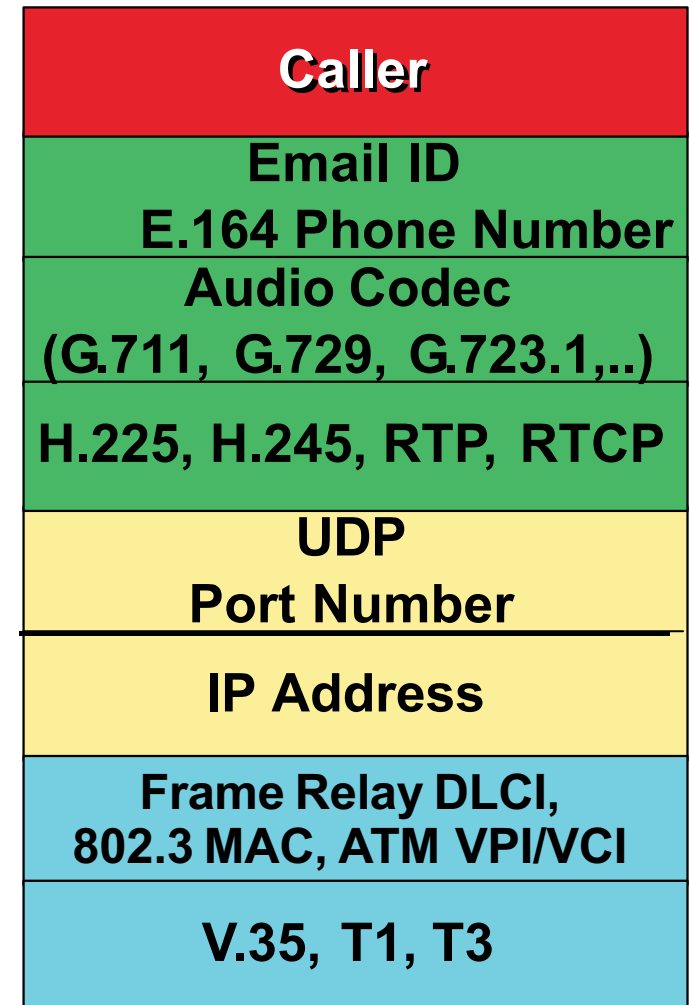 Caller
Email ID
E.164 Phone Number
Audio Codec
(G.711, G.729, G.723.1,..)
H.225, H.245, RTP, RTCP
UDP
Port Number
IP Address
Frame Relay DLCI,
802.3 MAC, ATM VPI/VCI
V.35, T1, T3